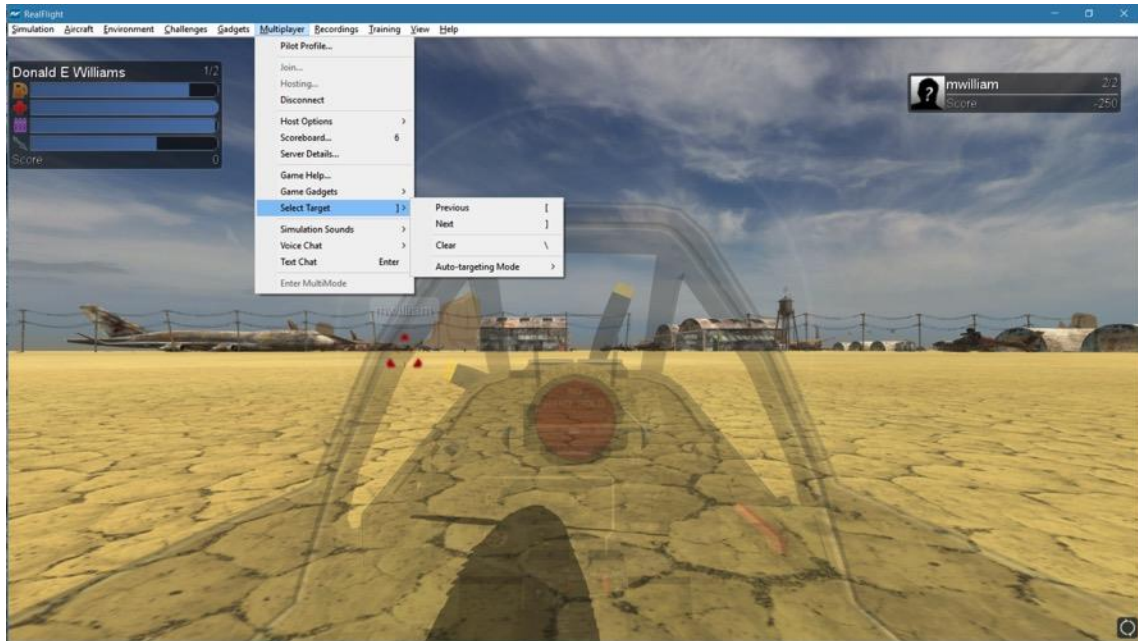 RealFlight
Simulation Aircraft Environment Challenges Gadgets Multiplayer Recordings Training View Help
Donald E Williams 1/2
Score 0
mwilliam 2/2
Score -250
Pilot Profile...
Join...
Hosting...
Disconnect
Host Options >
Scoreboard... 6
Server Details...
Game Help...
Game Gadgets >
Select Target ] >
Simulation Sounds >
Voice Chat >
Text Chat Enter
Enter MultiMode
Previous [
Next ]
Clear \
Auto-targeting Mode >
mwilliam